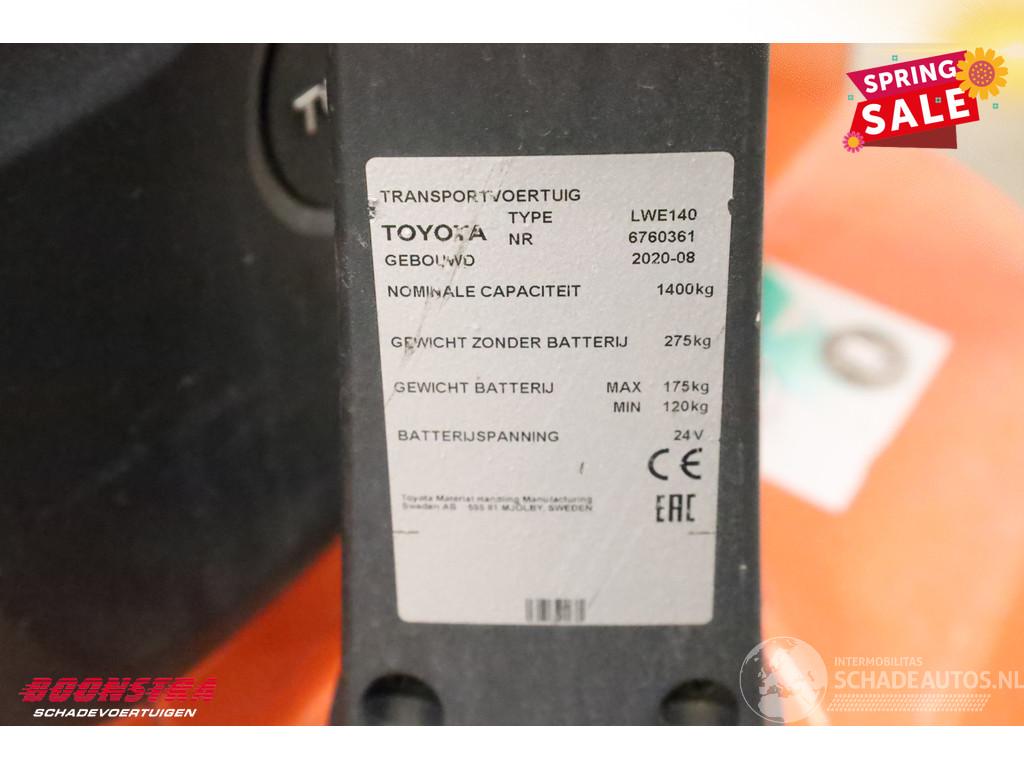 SPRING
SALE
TRANSPORTVOERTUIG
TOYOTA TYPE LWE140
NR 6760361
GEBOUWD 2020-08
NOMINALE CAPACITEIT 1400kg
GEWICHT ZONDER BATTERIJ 275kg
GEWICHT BATTERIJ MAX 175kg
MIN 120kg
BATTERIJSPANNING 24V
CE
Toyota Material Handling Manufacturing
Sweden AB 595 81 MJÖLBY, SWEDEN
EAC
INTERMOBILITAS
SCHADEAUTOS.NL
BOONSTRA
SCHADEVOERTUIGEN